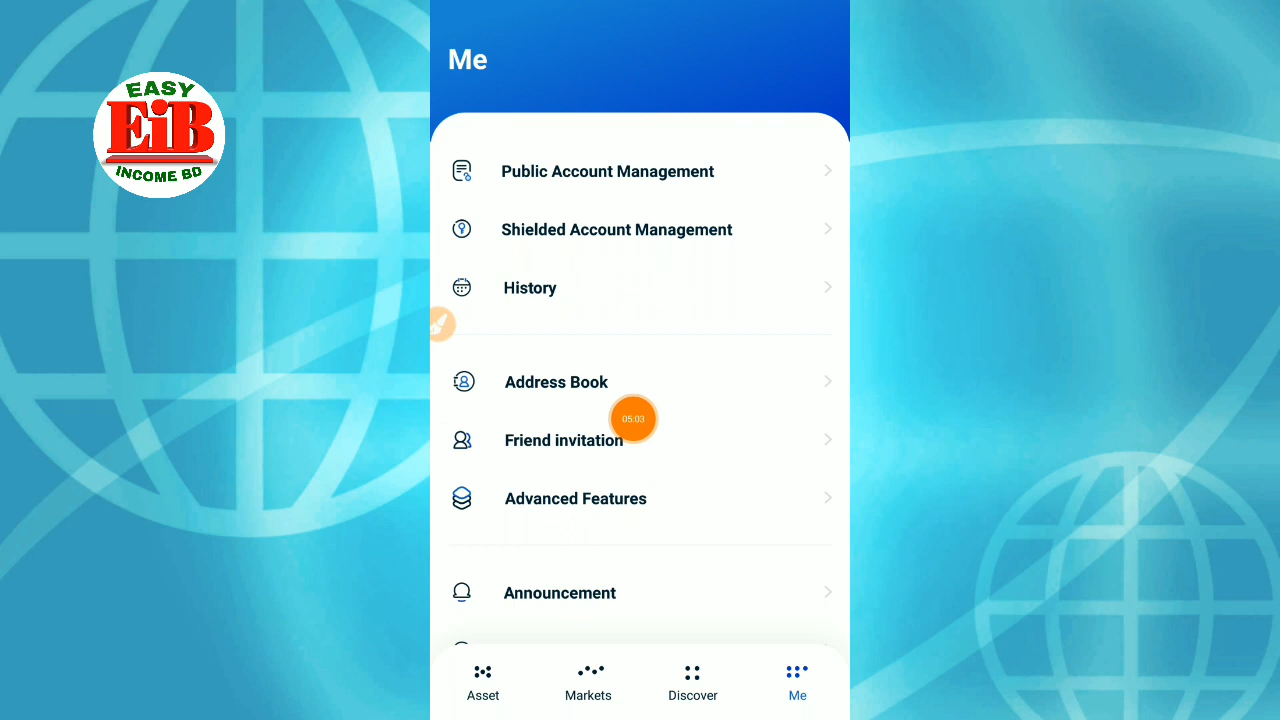 EASY
EiB
INCOME BD
Me
Public Account Management
Shielded Account Management
History
Address Book
05:03
Friend invitation
Advanced Features
Announcement
Asset
Markets
Discover
Me